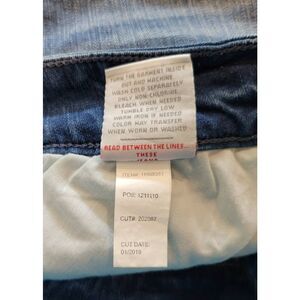 TURN THE GARMENT INSIDE
OUT AND MACHINE
WASH COLD SEPARATELY
ONLY NON-CHLORINE
BLEACH WHEN NEEDED
TUMBLE DRY LOW
WARM IRON IF NEEDED
COLOR MAY TRANSFER
WHEN WORN OR WASHED
READ BETWEEN THE LINES...
THESE
JEANS
ITEM#:
PO#:
CUT#: 202082
CUT DATE:
01/2019